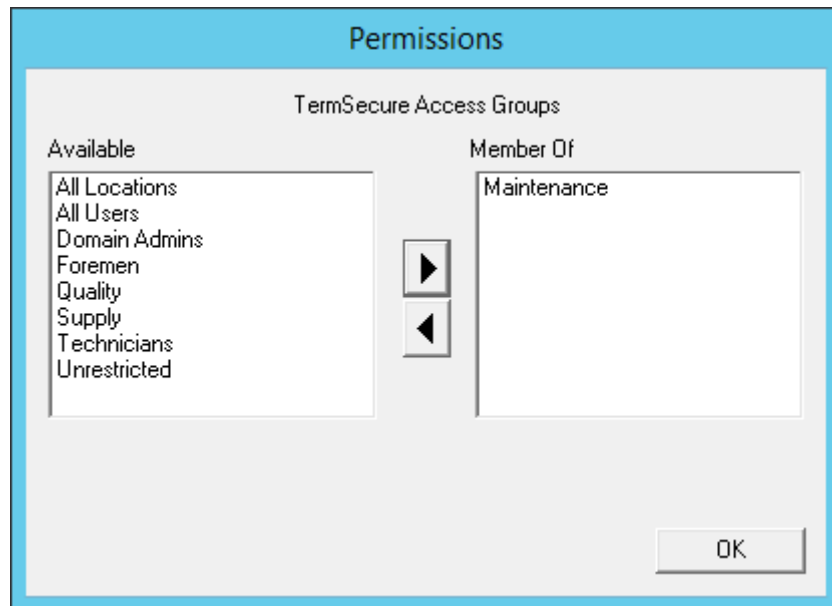 Permissions
TermSecure Access Groups
Available
Member Of
All Locations
All Users
Domain Admins
Foremen
Quality
Supply
Technicians
Unrestricted
Maintenance
OK